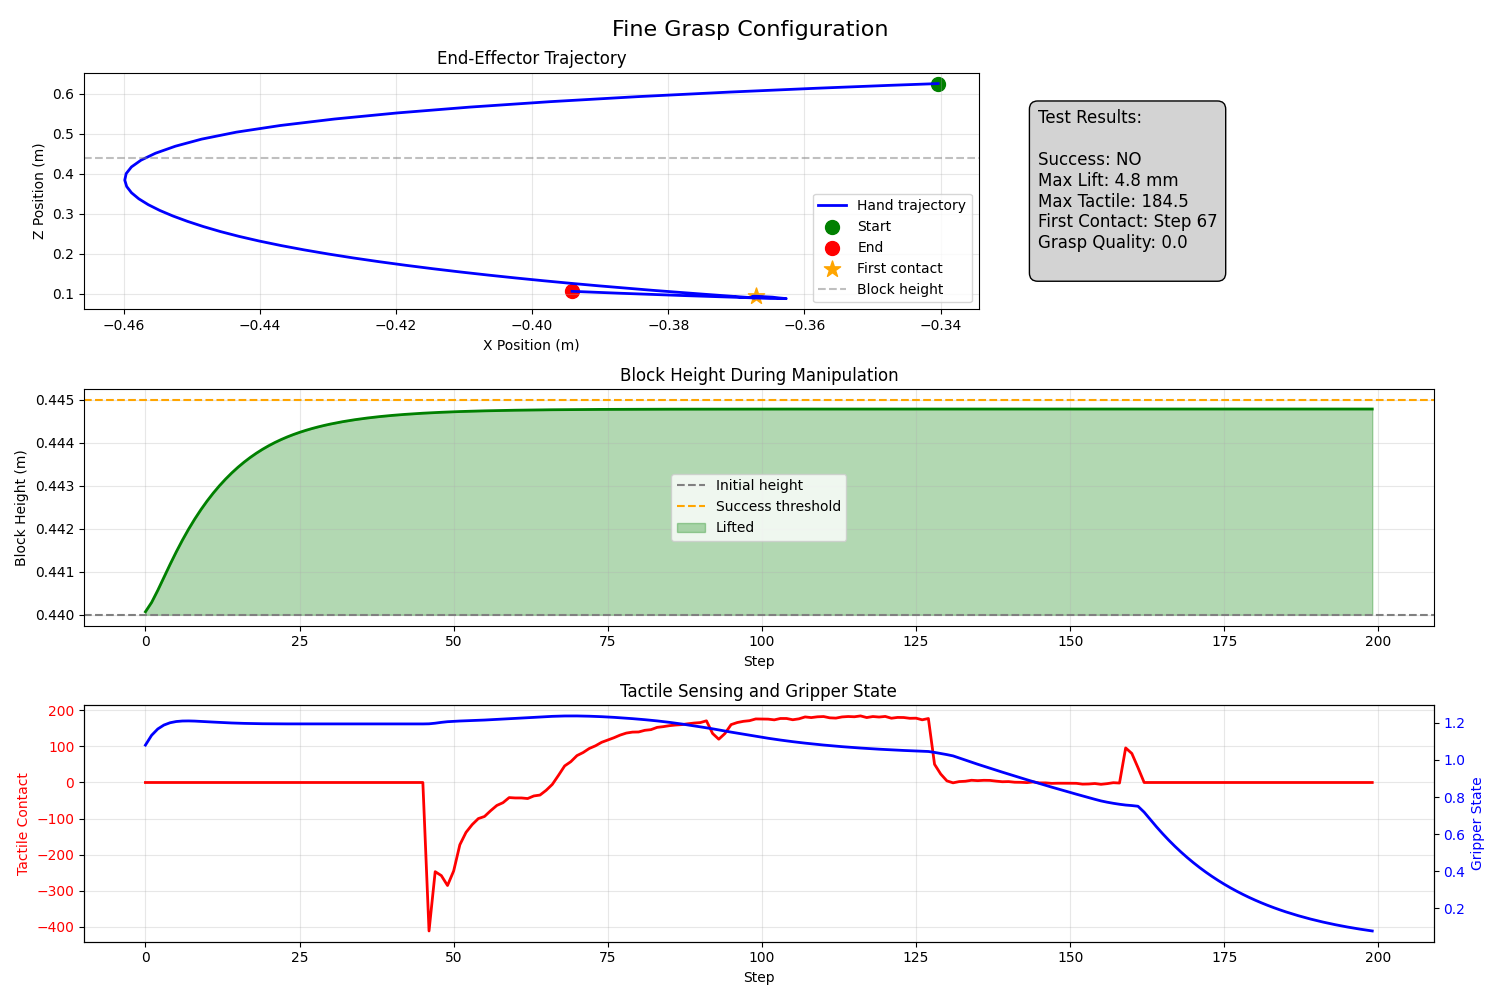 Fine Grasp Configuration
End-Effector Trajectory
Z Position (m)
0.6
0.5
0.4
0.3
0.2
0.1
−0.46
−0.44
−0.42
−0.40
−0.38
−0.36
−0.34
X Position (m)
Hand trajectory
Start
End
First contact
Block height
Test Results:
Success: NO
Max Lift: 4.8 mm
Max Tactile: 184.5
First Contact: Step 67
Grasp Quality: 0.0
Block Height During Manipulation
Block Height (m)
0.445
0.444
0.443
0.442
0.441
0.440
0
25
50
75
100
125
150
175
200
Step
Initial height
Success threshold
Lifted
Tactile Sensing and Gripper State
Tactile Contact
200
100
0
−100
−200
−300
−400
0
25
50
75
100
125
150
175
200
Step
1.2
1.0
0.8
0.6
0.4
0.2
Gripper State